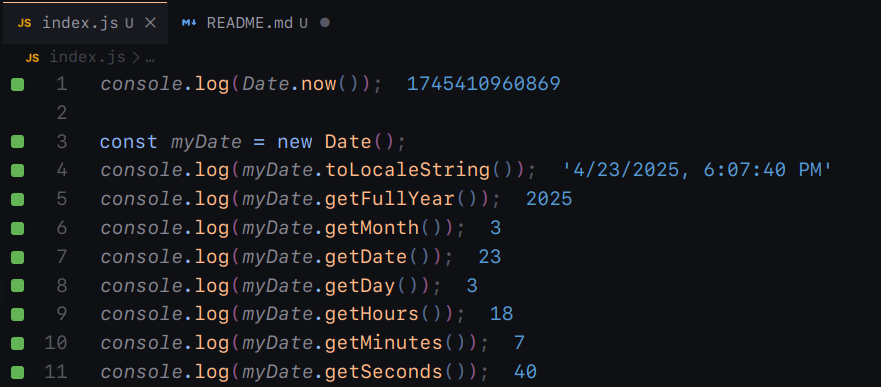 JS index.js U × M↓ README.md U ●
JS index.js > ...
1 console.log(Date.now()); 1745410960869
2
3 const myDate = new Date();
4 console.log(myDate.toLocaleString()); '4/23/2025, 6:07:40 PM'
5 console.log(myDate.getFullYear()); 2025
6 console.log(myDate.getMonth()); 3
7 console.log(myDate.getDate()); 23
8 console.log(myDate.getDay()); 3
9 console.log(myDate.getHours()); 18
10 console.log(myDate.getMinutes()); 7
11 console.log(myDate.getSeconds()); 40